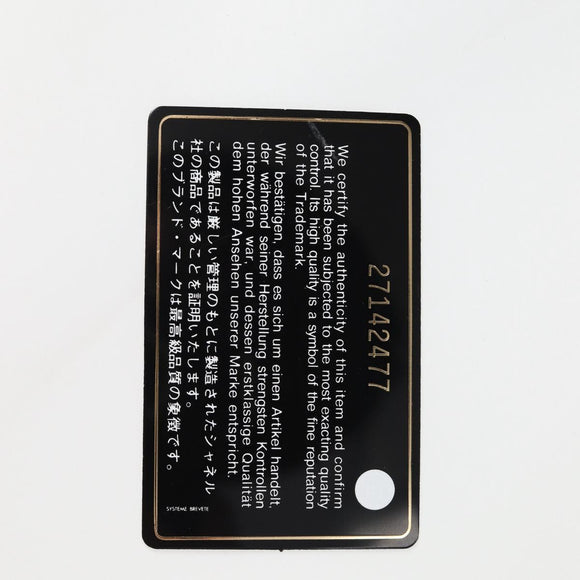 27142477
We certify the authenticity of this item and confirm
that it has been subjected to the most exacting quality
control. Its high quality is a symbol of the fine reputation
of the Trademark.
Wir bestätigen, dass es sich um einen Artikel handelt,
der während seiner Herstellung strengsten Kontrollen
unterworfen war, und dessen erstklassige Qualität
dem hohen Ansehen unserer Marke entspricht.
この製品は厳しい管理のもとに製造されたシャネル
社の商品であることを証明いたします。
このブランド・マークは最高級品質の象徴です。
SYSTEME BREVETE